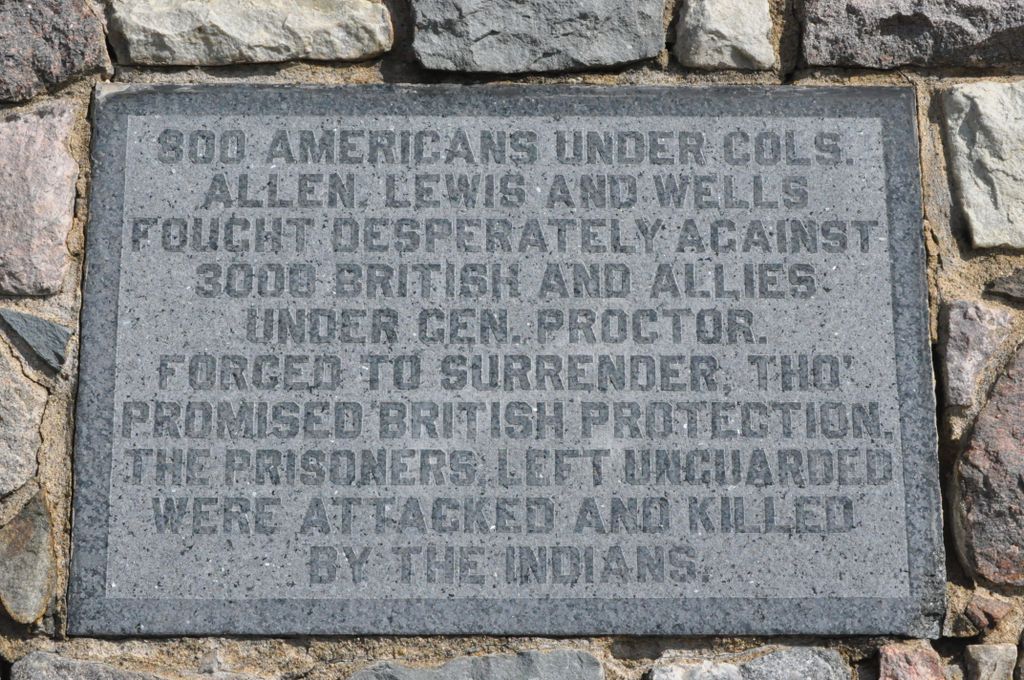 800 AMERICANS UNDER COLS.
ALLEN, LEWIS AND WELLS
FOUGHT DESPERATELY AGAINST
3000 BRITISH AND ALLIES
UNDER GEN. PROCTOR.
FORCED TO SURRENDER, THO'
PROMISED BRITISH PROTECTION,
THE PRISONERS, LEFT UNGUARDED
WERE ATTACKED AND KILLED
BY THE INDIANS.